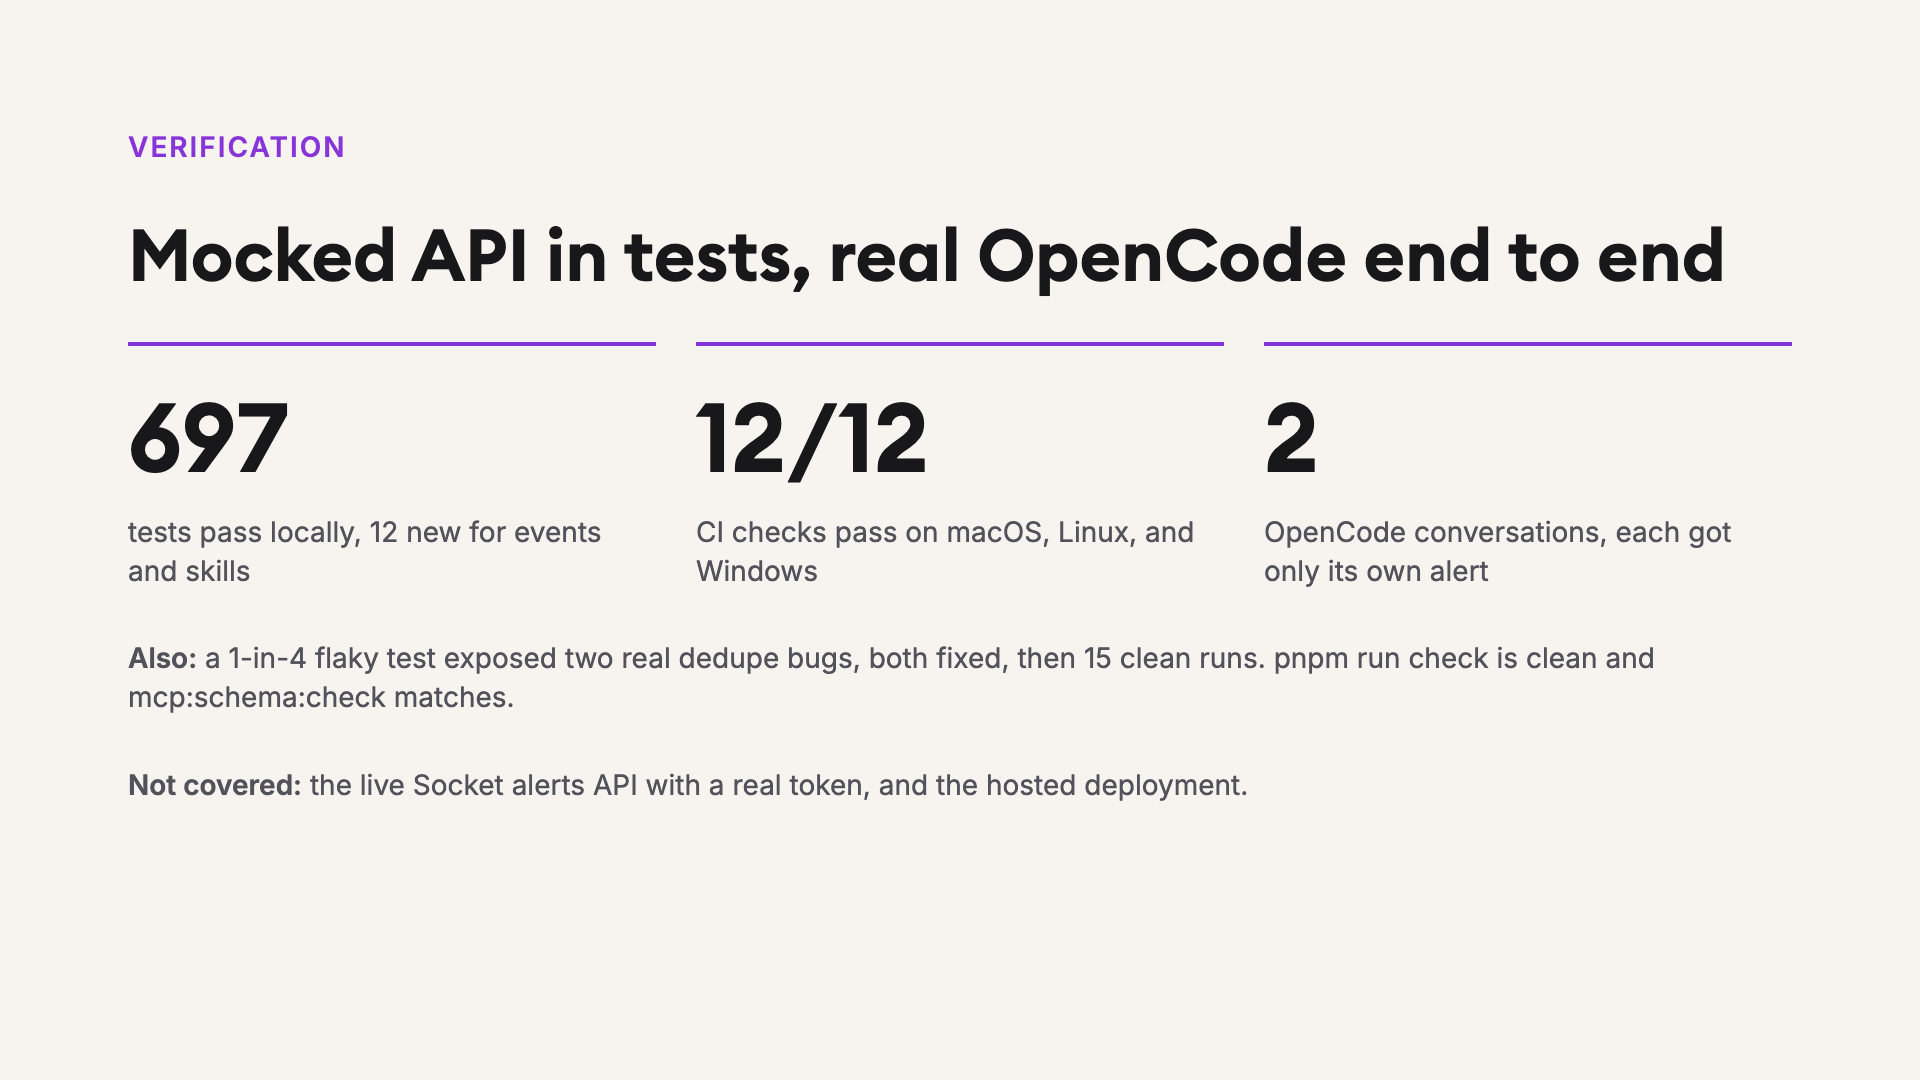 VERIFICATION
Mocked API in tests, real OpenCode end to end
697
tests pass locally, 12 new for events
and skills
12/12
CI checks pass on macOS, Linux, and
Windows
2
OpenCode conversations, each got
only its own alert
Also: a 1-in-4 flaky test exposed two real dedupe bugs, both fixed, then 15 clean runs. pnpm run check is clean and
mcp:schema:check matches.
Not covered: the live Socket alerts API with a real token, and the hosted deployment.